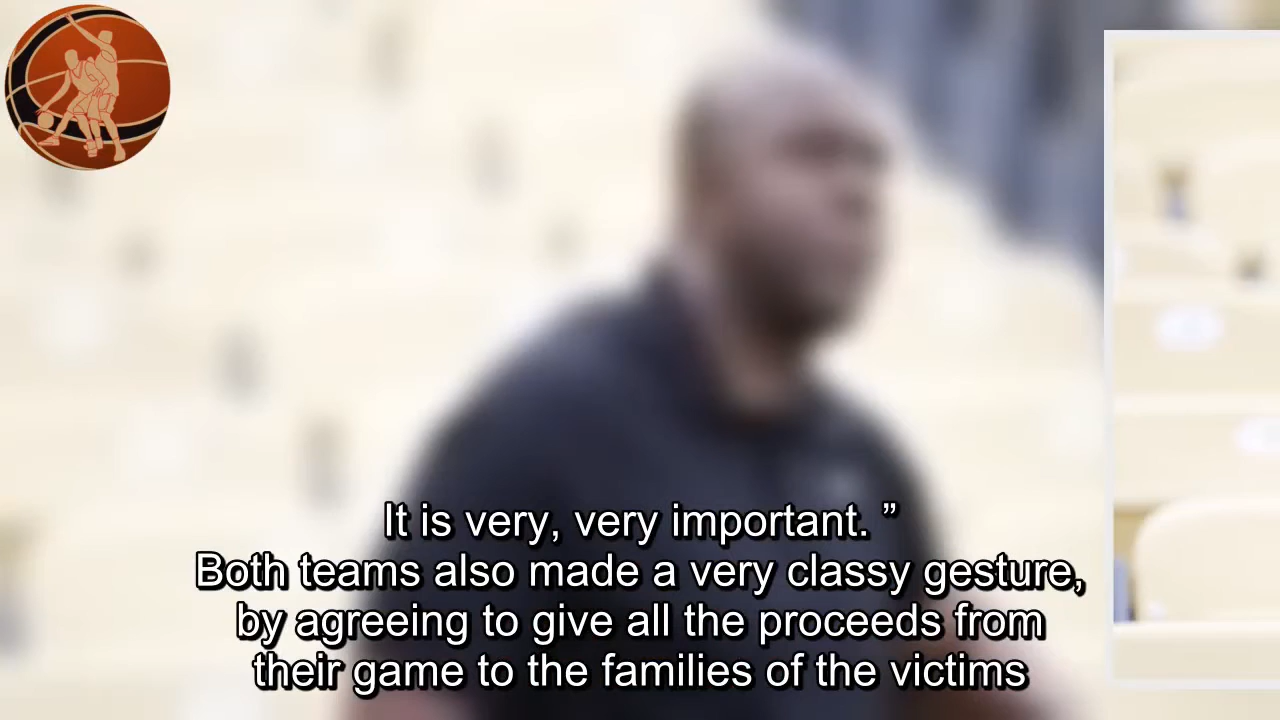 It is very, very important. ”
Both teams also made a very classy gesture,
by agreeing to give all the proceeds from
their game to the families of the victims